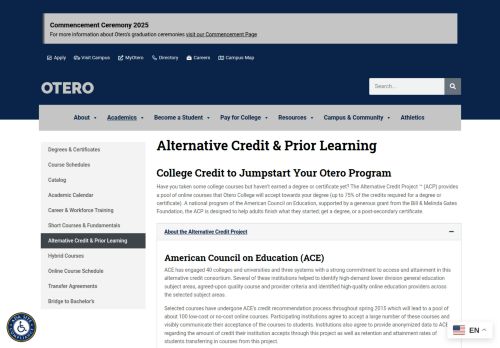 Commencement Ceremony 2025
For more information about Otero's graduation ceremonies visit our Commencement Page
Apply Visit Campus MyOtero Directory Careers Campus Map
OTERO
Search...
About Academics Become a Student Pay for College Resources Campus & Community Athletics
Degrees & Certificates
Course Schedules
Catalog
Academic Calendar
Career & Workforce Training
Short Courses & Fundamentals
Alternative Credit & Prior Learning
Hybrid Courses
Online Course Schedule
Transfer Agreements
Bridge to Bachelor's
Alternative Credit & Prior Learning
College Credit to Jumpstart Your Otero Program
Have you taken some college courses but haven't earned a degree or certificate yet? The Alternative Credit Project ™ (ACP) provides
a pool of online courses that Otero College will accept towards your degree (up to 75% of the credits required for a degree or
certificate). A national program of the American Council on Education, supported by a generous grant from the Bill & Melinda Gates
Foundation, the ACP is designed to help adults finish what they started; get a degree, or a post-secondary certificate.
About the Alternative Credit Project
American Council on Education (ACE)
ACE has engaged 40 colleges and universities and three systems with a strong commitment to access and attainment in this
alternative credit consortium. Several of these institutions helped to identify high-demand lower division general education
subject areas, agreed-upon quality course and provider criteria and identified high-quality online education providers across
the selected subject areas.
Selected courses have undergone ACE's credit recommendation process throughout spring 2015 which will lead to a pool of
about 100 low-cost or no-cost online courses. Participating institutions agree to accept a large number of these courses and
visibly communicate their acceptance of the courses to students. Institutions also agree to provide anonymized data to ACE
regarding the amount of credit their institution accepts through this project as well as retention and attainment rates of
students transferring in courses from this project.
EN